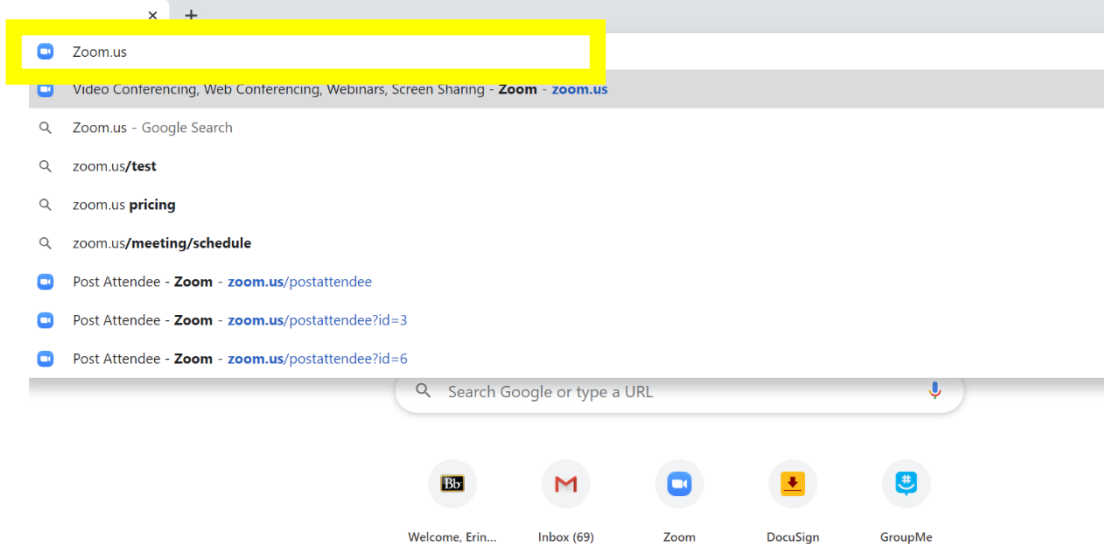 Zoom.us
Video Conferencing, Web Conferencing, Webinars, Screen Sharing - Zoom - zoom.us
Zoom.us - Google Search
zoom.us/test
zoom.us pricing
zoom.us/meeting/schedule
Post Attendee - Zoom - zoom.us/postattendee
Post Attendee - Zoom - zoom.us/postattendee?id=3
Post Attendee - Zoom - zoom.us/postattendee?id=6
Search Google or type a URL
Bb
#
Welcome, Erin... Inbox (69) Zoom DocuSign GroupMe